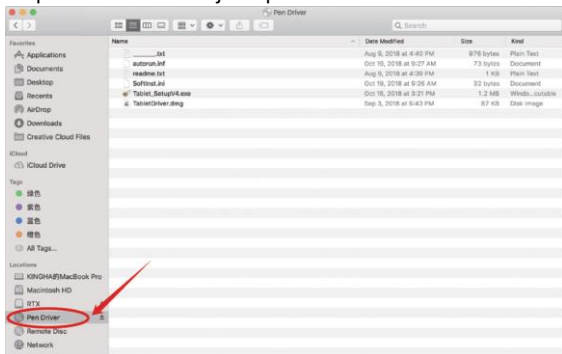 Pen Driver
Search
Favorites
Applications
Documents
Desktop
Recents
AirDrop
Downloads
Creative Cloud Files
iCloud
iCloud Drive
Tags
绿色
紫色
蓝色
橙色
All Tags...
Locations
KINGHA的MacBook Pro
Macintosh HD
RTX
Pen Driver
Remote Disc
Network
Name Date Modified Size Kind
______.txt Aug 9, 2018 at 4:40 PM 976 bytes Plain Text
autorun.inf Oct 19, 2018 at 9:27 AM 73 bytes Document
readme.txt Aug 9, 2018 at 4:39 PM 1 KB Plain Text
SoftInst.ini Oct 19, 2018 at 9:26 AM 32 bytes Document
Tablet_SetupV4.exe Oct 15, 2018 at 3:21 PM 1.2 MB Windo...cutable
TabletDriver.dmg Sep 3, 2018 at 5:43 PM 87 KB Disk Image